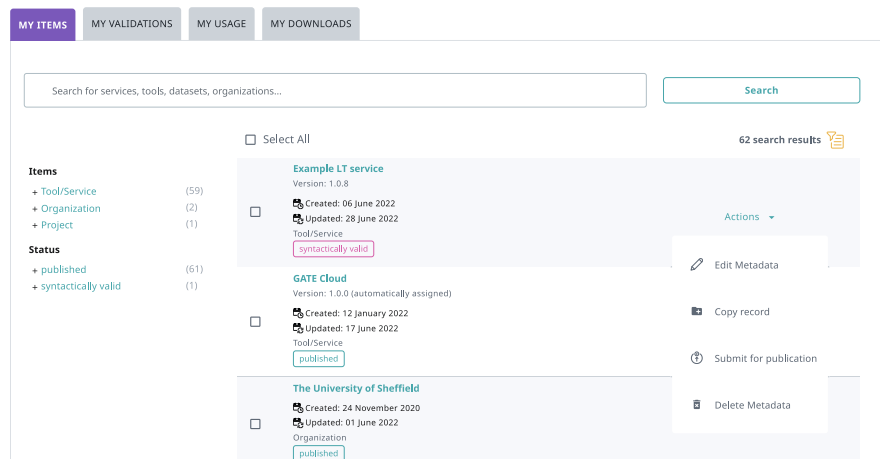 MY ITEMS
MY VALIDATIONS
MY USAGE
MY DOWNLOADS
Search for services, tools, datasets, organizations...
Search
Select All
62 search results
Items
+ Tool/Service (59)
+ Organization (2)
+ Project (1)
Status
+ published (61)
+ syntactically valid (1)
Example LT service
Version: 1.0.8
Created: 06 June 2022
Updated: 28 June 2022
Tool/Service
syntactically valid
Actions
Edit Metadata
Copy record
Submit for publication
Delete Metadata
GATE Cloud
Version: 1.0.0 (automatically assigned)
Created: 12 January 2022
Updated: 17 June 2022
Tool/Service
published
The University of Sheffield
Created: 24 November 2020
Updated: 01 June 2022
Organization
published